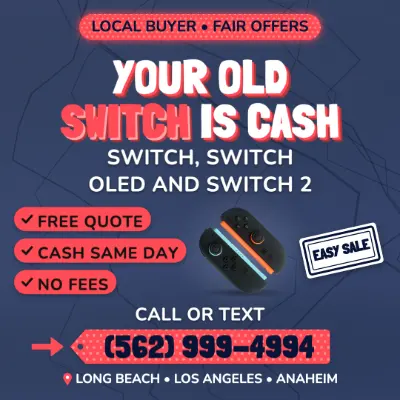 LOCAL BUYER • FAIR OFFERS
YOUR OLD
SWITCH IS CASH
SWITCH, SWITCH
OLED AND SWITCH 2
FREE QUOTE
CASH SAME DAY
NO FEES
EASY SALE
CALL OR TEXT
(562) 999-4994
LONG BEACH • LOS ANGELES • ANAHEIM